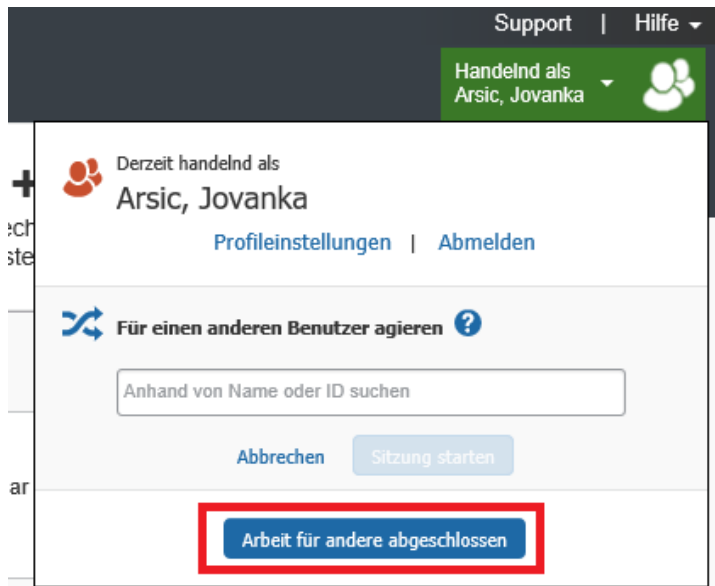 Support | Hilfe
Handelnd als
Arsic, Jovanka
Derzeit handelnd als
Arsic, Jovanka
Profileinstellungen | Abmelden
Für einen anderen Benutzer agieren ?
Anhand von Name oder ID suchen
Abbrechen Sitzung starten
Arbeit für andere abgeschlossen